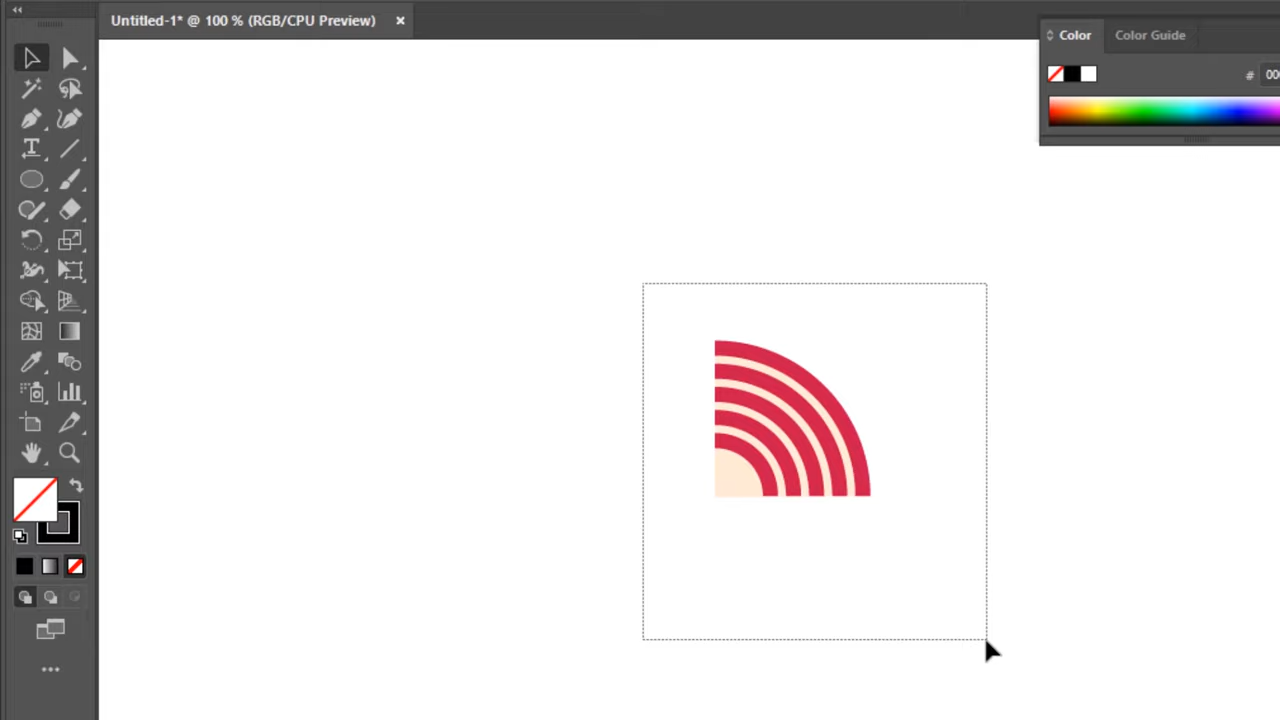 Untitled-1* @ 100 % (RGB/CPU Preview) ×
Color
Color Guide
#